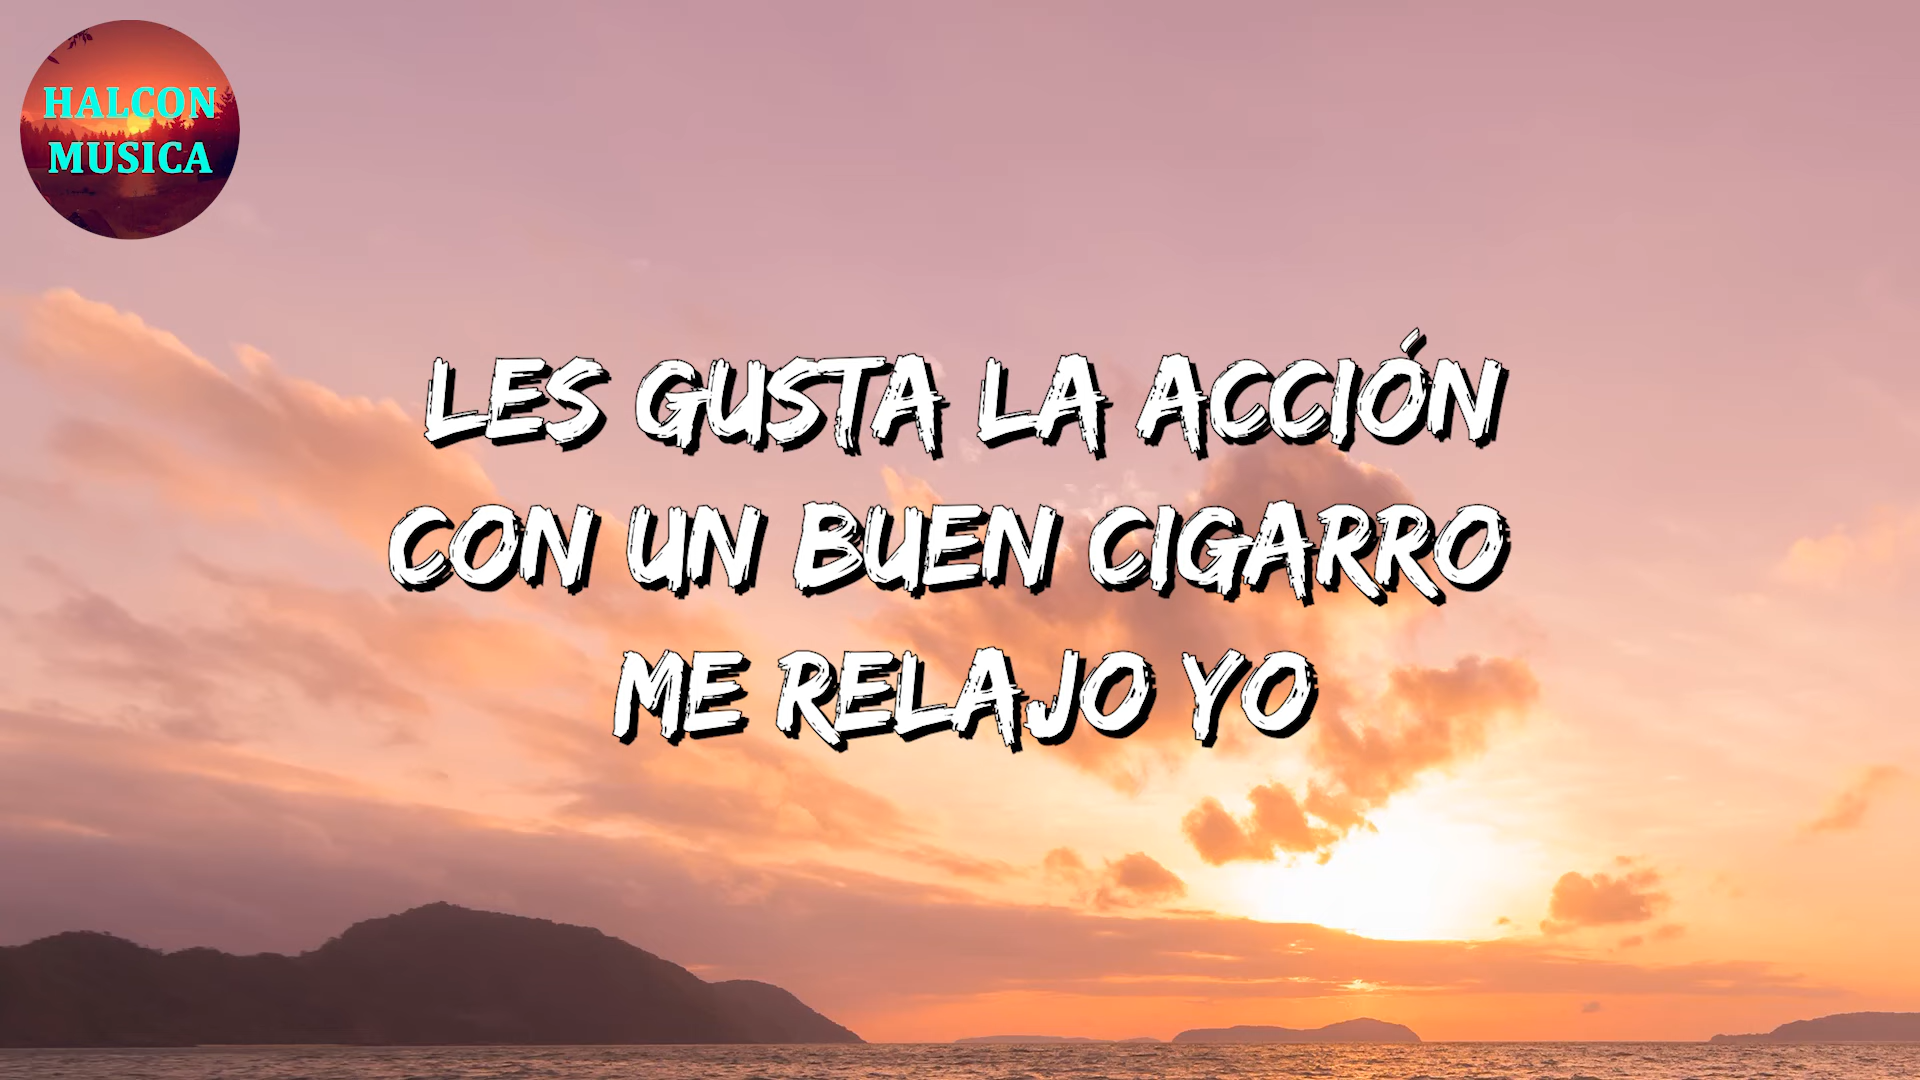 HALCON
MUSICA
LES GUSTA LA ACCIÓN
CON UN BUEN CIGARRO
ME RELAJO YO